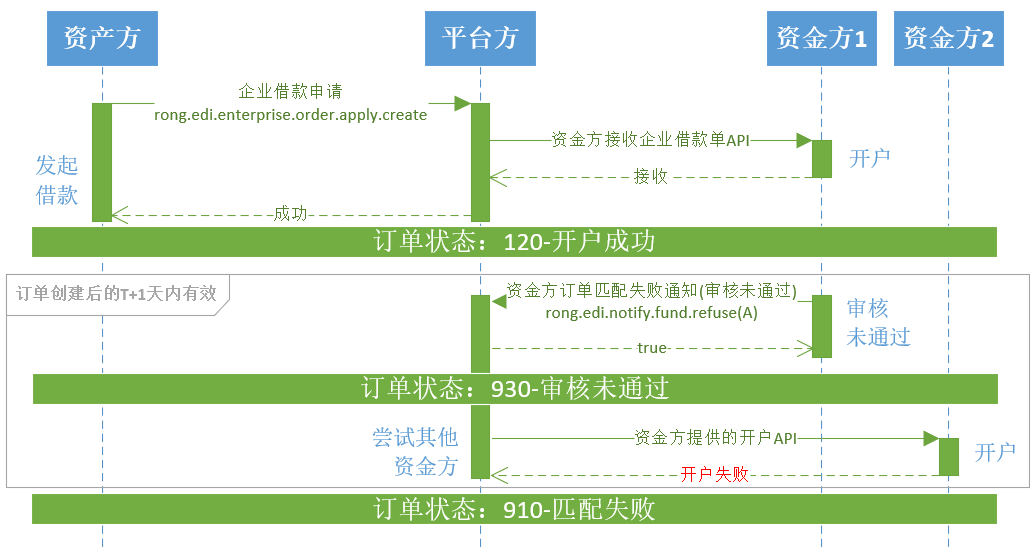 资产方
平台方
资金方1
资金方2
企业借款申请
rong.edi.enterprise.order.apply.create
资金方接收企业借款单API
发起
借款
开户
接收
成功
订单状态：120-开户成功
订单创建后的T+1天内有效
资金方订单匹配失败通知(审核未通过)
rong.edi.notify.fund.refuse(A)
审核
未通过
true
订单状态：930-审核未通过
尝试其他
资金方
资金方提供的开户API
开户
开户失败
订单状态：910-匹配失败